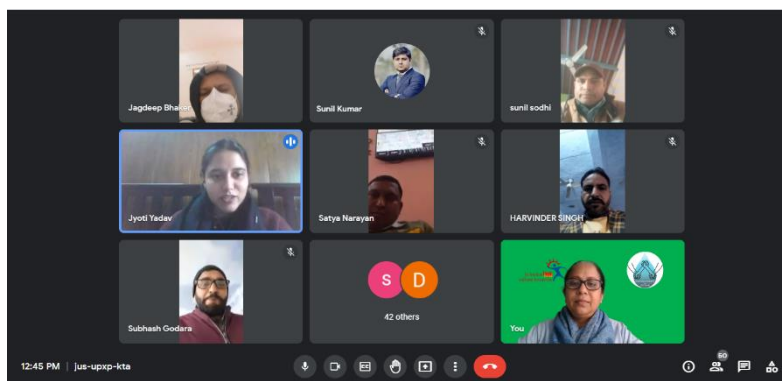 Jagdeep Bhaker
Sunil Kumar
sunil sodhi
Jyoti Yadav
Satya Narayan
HARVINDER SINGH
Subhash Godara
S D
42 others
You
12:45 PM | jus-upxp-kta
CC
50